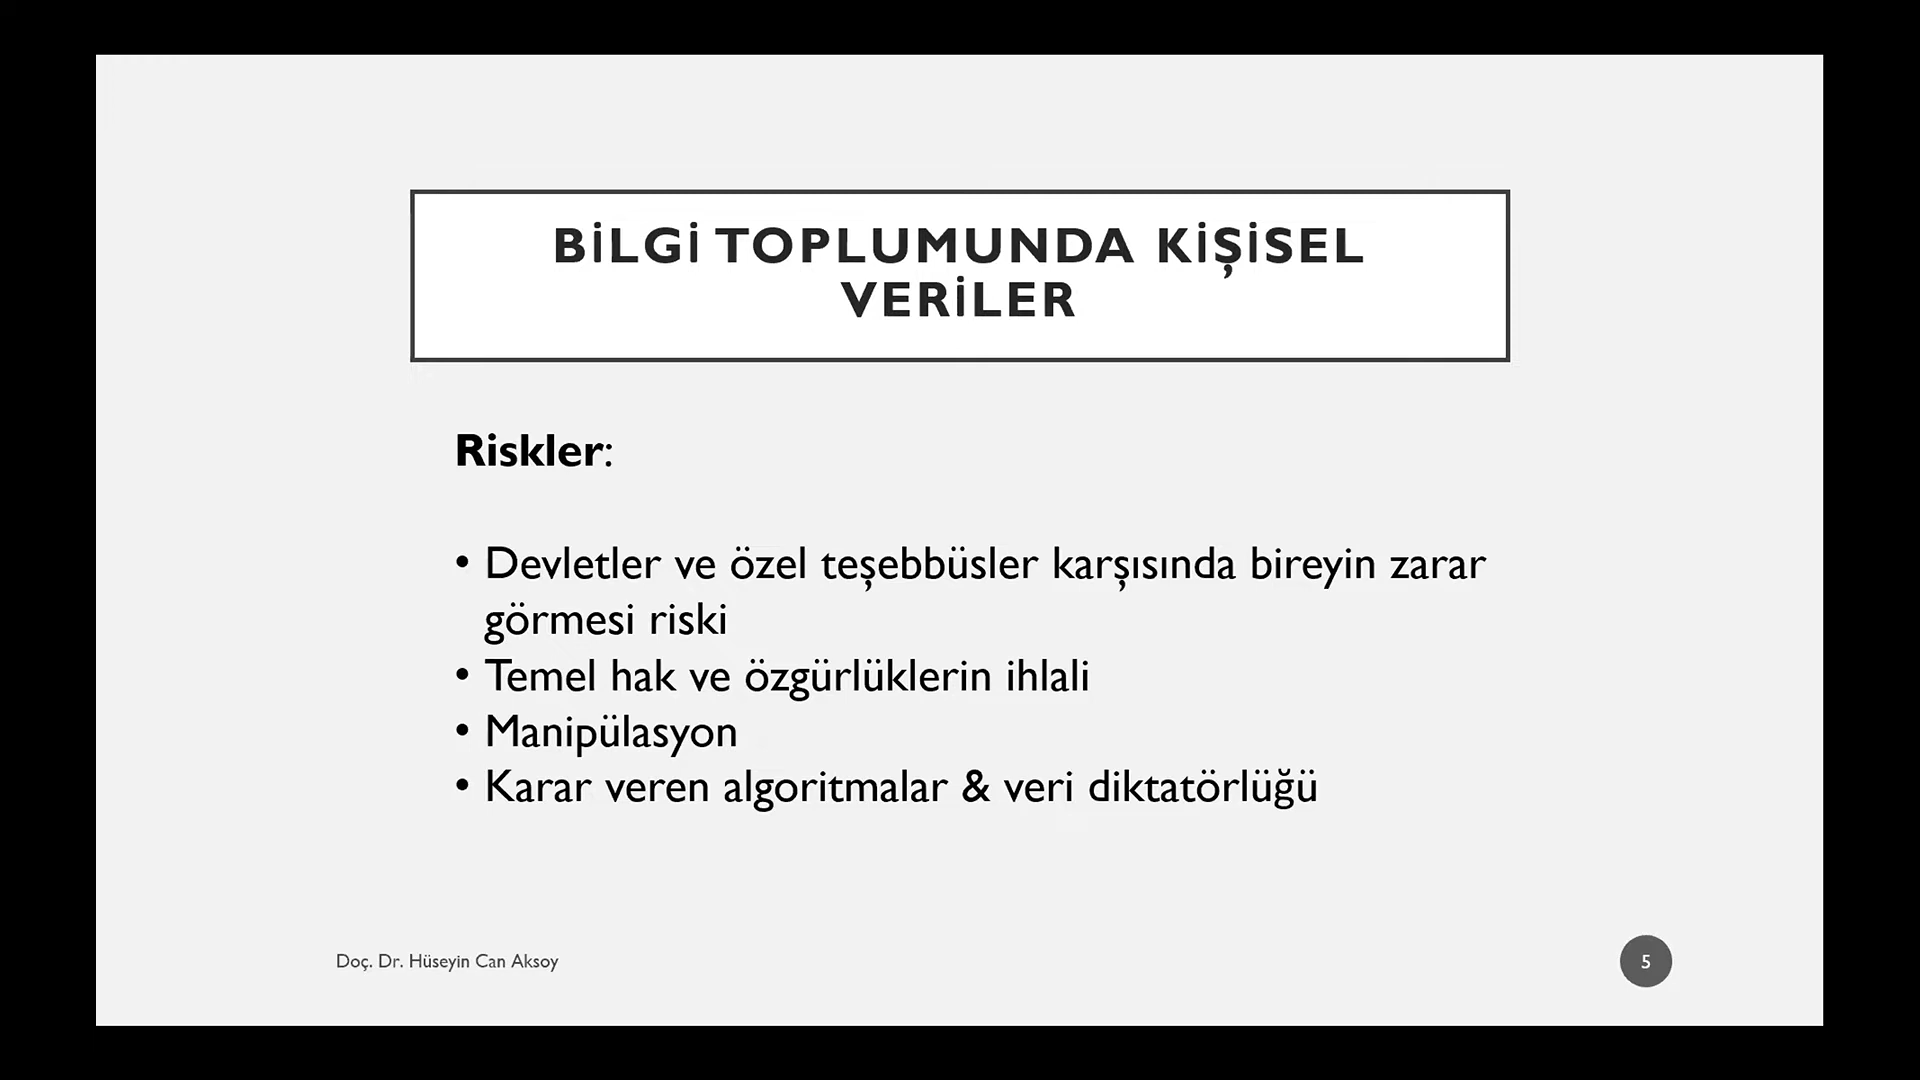 BİLGİ TOPLUMUNDA KİŞİSEL
VERİLER
Riskler:
• Devletler ve özel teşebbüsler karşısında bireyin zarar
görmesi riski
• Temel hak ve özgürlüklerin ihlali
• Manipülasyon
• Karar veren algoritmalar & veri diktatörlüğü
Doç. Dr. Hüseyin Can Aksoy
5